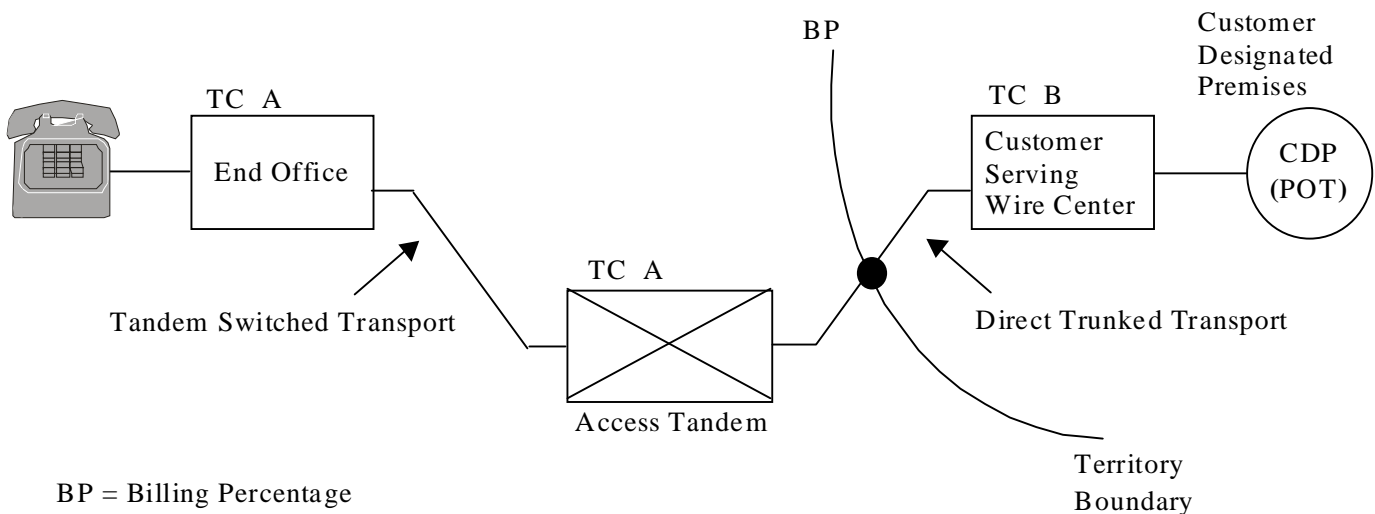 BP
Customer
Designated
Premises
TC A
TC B
End Office
Customer
Serving
Wire Center
CDP
(POT)
TC A
Tandem Switched Transport
Direct Trunked Transport
Access Tandem
Territory
Boundary
BP = Billing Percentage